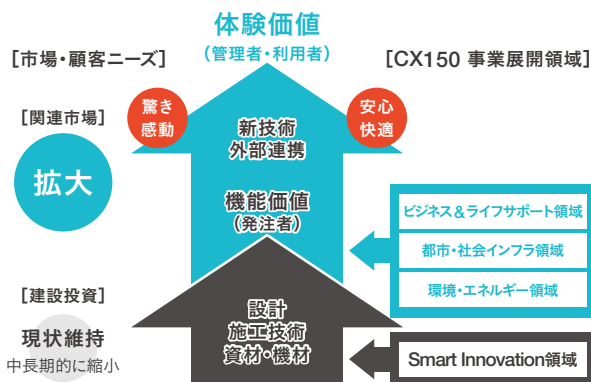 体験価値
（管理者・利用者）
［市場・顧客ニーズ］
［CX150 事業展開領域］
［関連市場］
拡大
驚き
感動
安心
快適
新技術
外部連携
機能価値
（発注者）
ビジネス＆ライフサポート領域
都市・社会インフラ領域
環境・エネルギー領域
［建設投資］
現状維持
中長期的に縮小
設計
施工技術
資材・機材
Smart Innovation領域